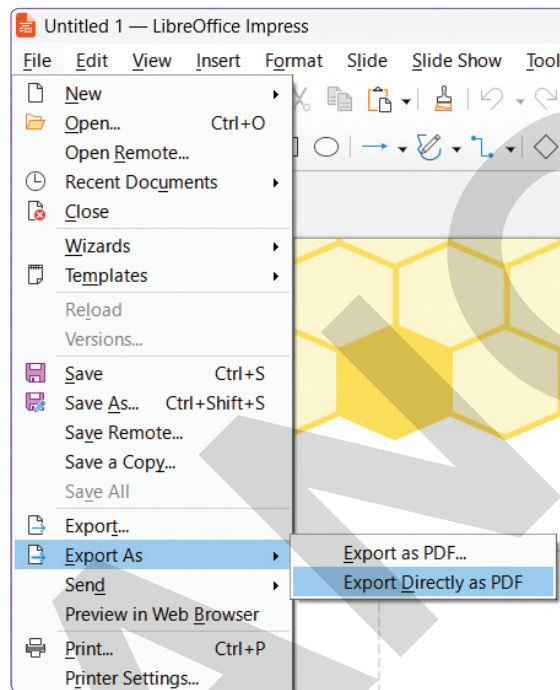 Untitled 1 — LibreOffice Impress
File Edit View Insert Format Slide Slide Show Tool
New
Open... Ctrl+O
Open Remote...
Recent Documents
Close
Wizards
Templates
Reload
Versions...
Save Ctrl+S
Save As... Ctrl+Shift+S
Save Remote...
Save a Copy...
Save All
Export...
Export As
Export as PDF...
Export Directly as PDF
Send
Preview in Web Browser
Print... Ctrl+P
Printer Settings...